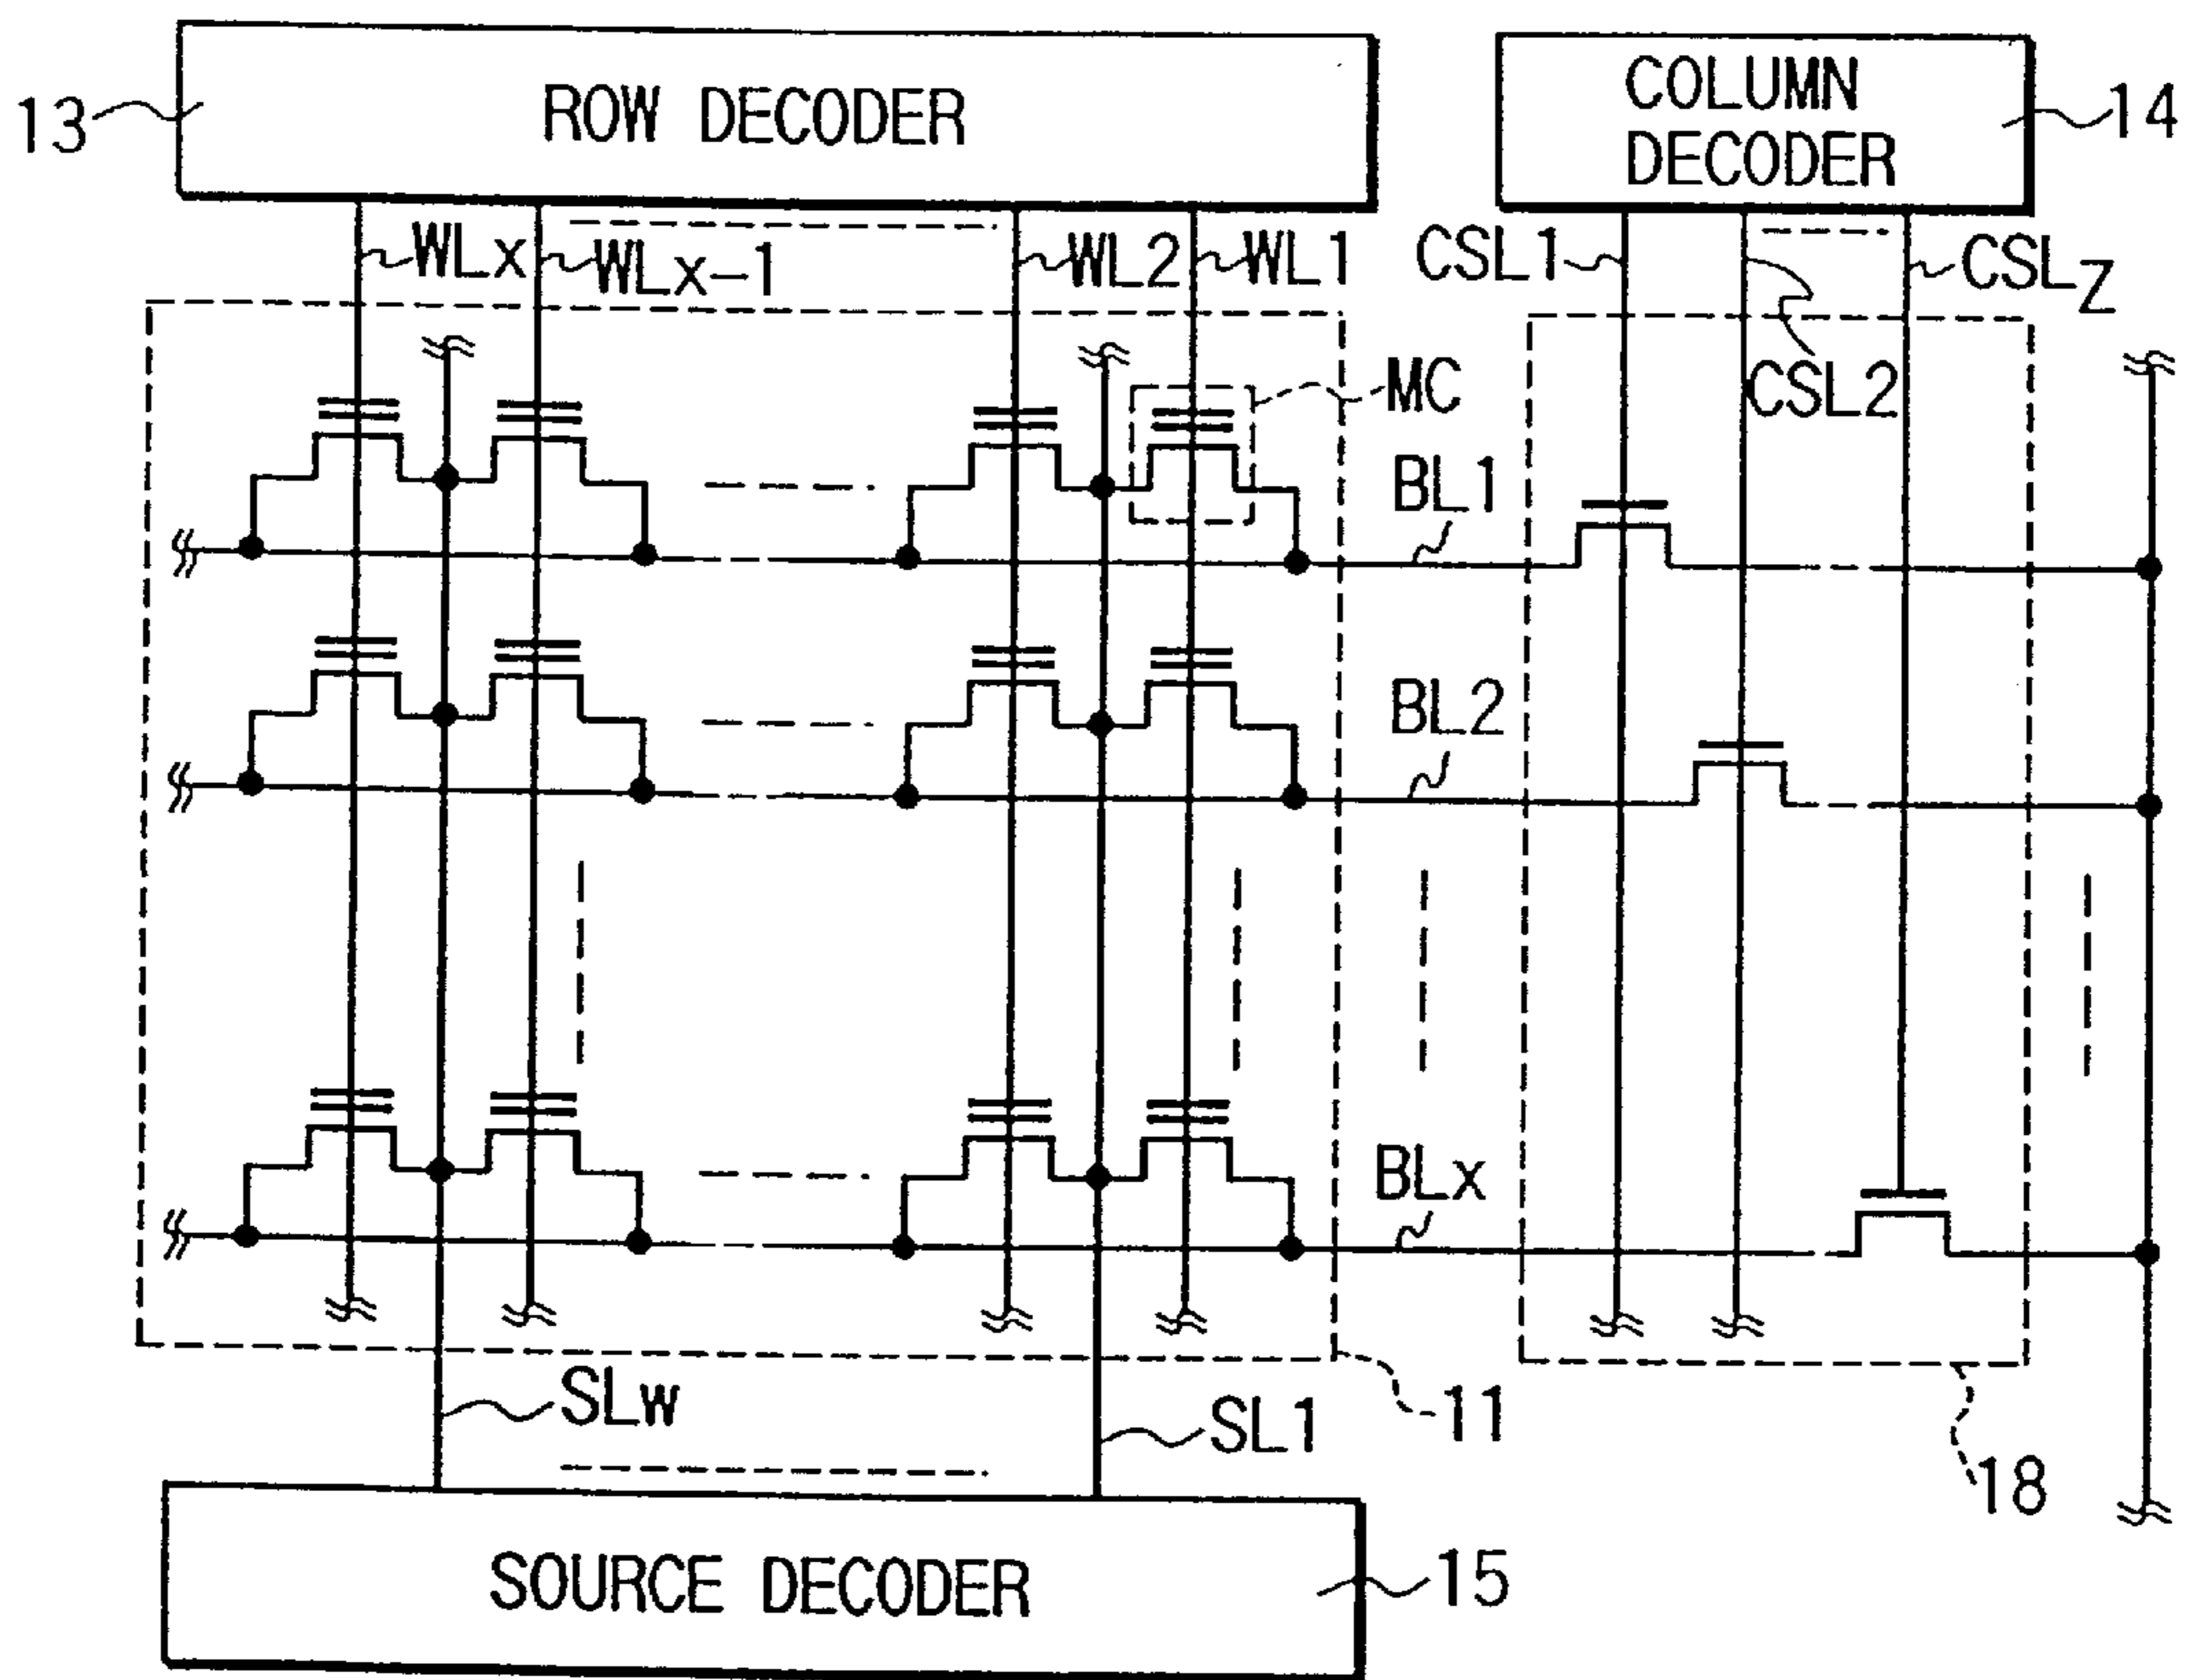 13
ROW DECODER
COLUMN
DECODER
14
WLx
WLx-1
WL2
WL1
CSL1
CSLZ
MC
CSL2
BL1
BL2
BLx
SLw
SL1
11
18
SOURCE DECODER
15